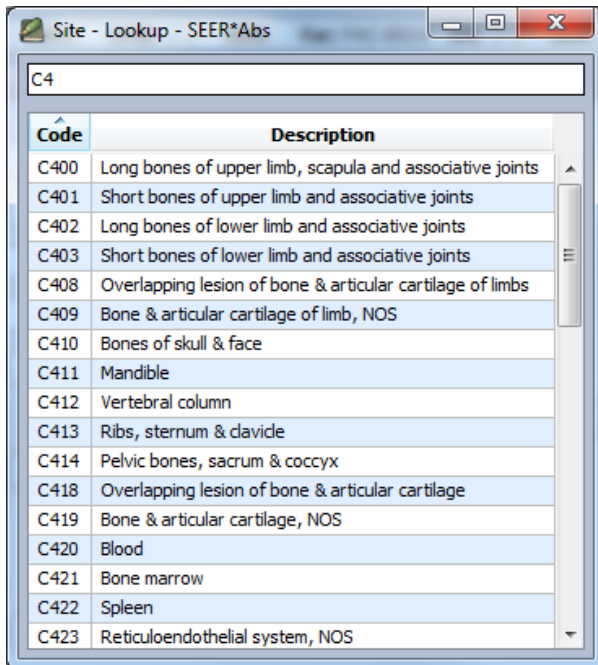 Site - Lookup - SEER*Abs
C4
Code Description
C400 Long bones of upper limb, scapula and associative joints
C401 Short bones of upper limb and associative joints
C402 Long bones of lower limb and associative joints
C403 Short bones of lower limb and associative joints
C408 Overlapping lesion of bone & articular cartilage of limbs
C409 Bone & articular cartilage of limb, NOS
C410 Bones of skull & face
C411 Mandible
C412 Vertebral column
C413 Ribs, sternum & clavicle
C414 Pelvic bones, sacrum & coccyx
C418 Overlapping lesion of bone & articular cartilage
C419 Bone & articular cartilage, NOS
C420 Blood
C421 Bone marrow
C422 Spleen
C423 Reticuloendothelial system, NOS